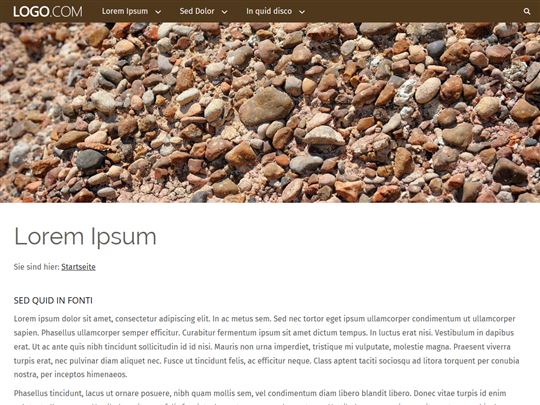 LOGO.COM Lorem Ipsum Sed Dolor In quid disco
Lorem Ipsum
Sie sind hier: Startseite
SED QUID IN FONTI
Lorem ipsum dolor sit amet, consectetur adipiscing elit. In ac metus sem. Sed nec tortor eget ipsum ullamcorper condimentum ut ullamcorper
sapien. Phasellus ullamcorper semper efficitur. Curabitur fermentum ipsum sit amet dictum tempus. In luctus erat nisi. Vestibulum in dapibus
erat. Ut ac ante quis nibh tincidunt sollicitudin id id nisi. Mauris non urna imperdiet, tristique mi vulputate, molestie magna. Praesent viverra
turpis erat, nec pulvinar diam aliquet nec. Fusce ut tincidunt felis, ac efficitur neque. Class aptent taciti sociosqu ad litora torquent per conubia
nostra, per inceptos himenaeos.
Phasellus tincidunt, lacus ut ornare posuere, nibh quam mollis sem, vel condimentum diam libero blandit libero. Donec vitae turpis id enim